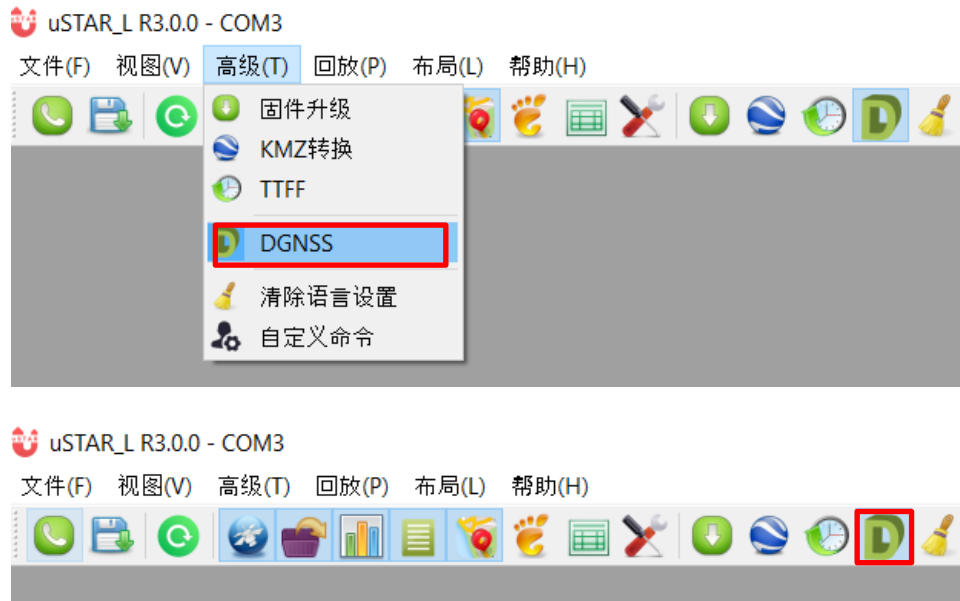 uSTAR_L R3.0.0 - COM3
文件(F) 视图(V) 高级(T) 回放(P) 布局(L) 帮助(H)
固件升级
KMZ转换
TTFF
DGNSS
清除语言设置
自定义命令
uSTAR_L R3.0.0 - COM3
文件(F) 视图(V) 高级(T) 回放(P) 布局(L) 帮助(H)